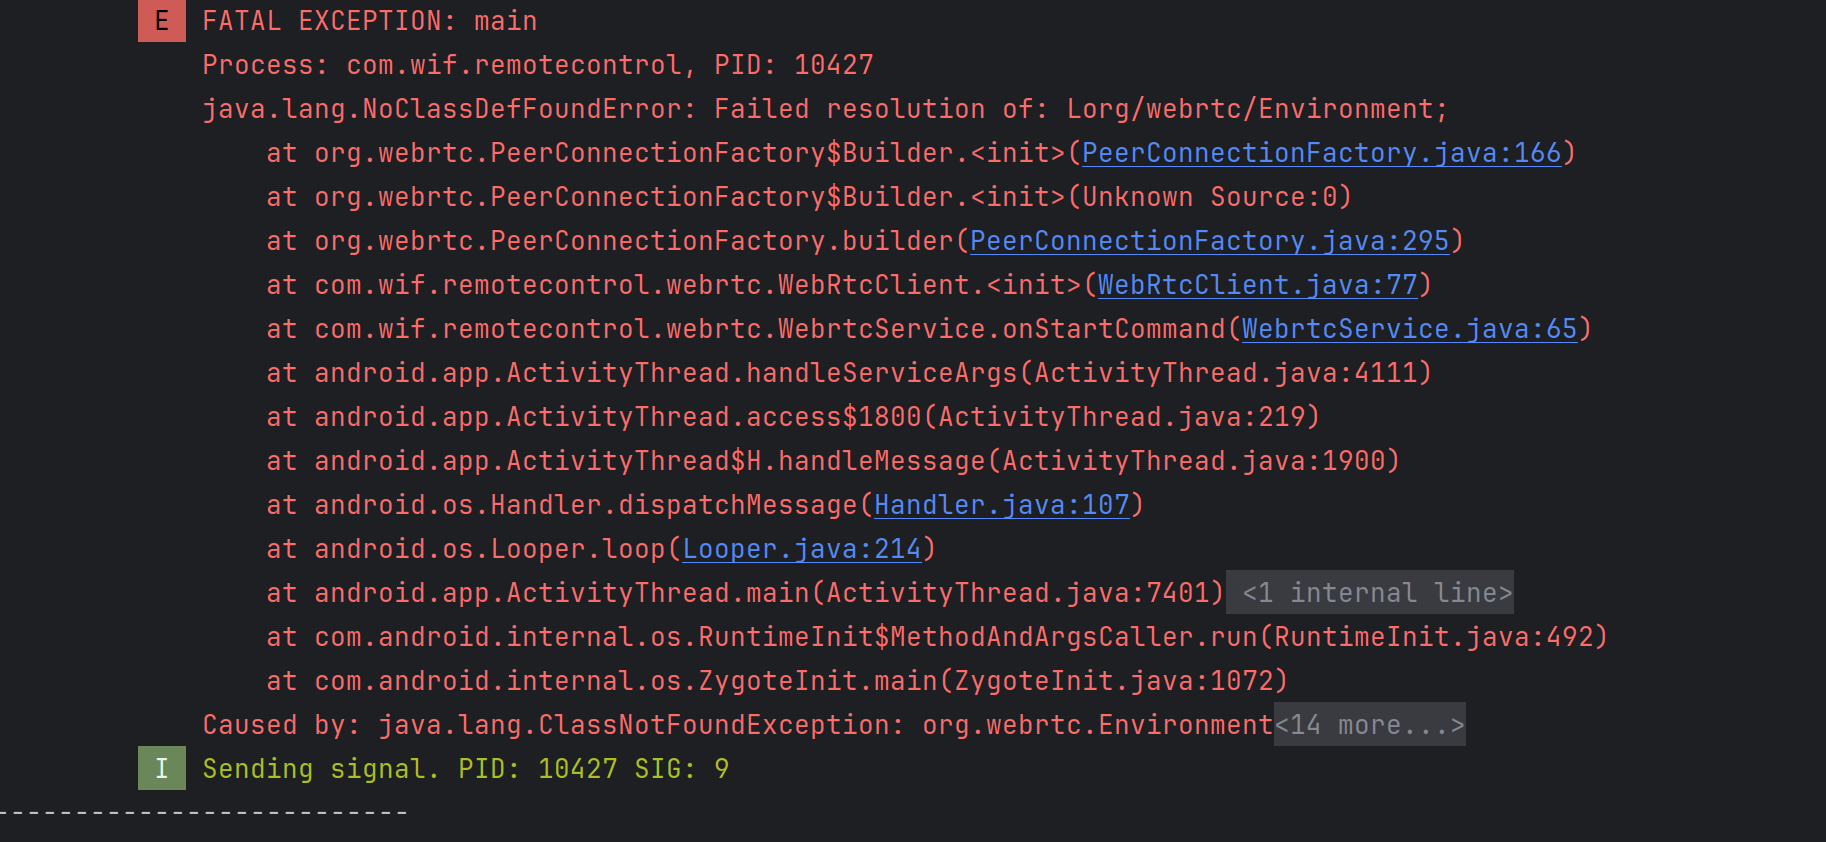 E FATAL EXCEPTION: main
Process: com.wif.remotecontrol, PID: 10427
java.lang.NoClassDefFoundError: Failed resolution of: Lorg/webrtc/Environment;
at org.webrtc.PeerConnectionFactory$Builder.<init>(PeerConnectionFactory.java:166)
at org.webrtc.PeerConnectionFactory$Builder.<init>(Unknown Source:0)
at org.webrtc.PeerConnectionFactory.builder(PeerConnectionFactory.java:295)
at com.wif.remotecontrol.webrtc.WebRtcClient.<init>(WebRtcClient.java:77)
at com.wif.remotecontrol.webrtc.WebrtcService.onStartCommand(WebrtcService.java:65)
at android.app.ActivityThread.handleServiceArgs(ActivityThread.java:4111)
at android.app.ActivityThread.access$1800(ActivityThread.java:219)
at android.app.ActivityThread$H.handleMessage(ActivityThread.java:1900)
at android.os.Handler.dispatchMessage(Handler.java:107)
at android.os.Looper.loop(Looper.java:214)
at android.app.ActivityThread.main(ActivityThread.java:7401) <1 internal line>
at com.android.internal.os.RuntimeInit$MethodAndArgsCaller.run(RuntimeInit.java:492)
at com.android.internal.os.ZygoteInit.main(ZygoteInit.java:1072)
Caused by: java.lang.ClassNotFoundException: org.webrtc.Environment<14 more...>
I Sending signal. PID: 10427 SIG: 9
--------------------------